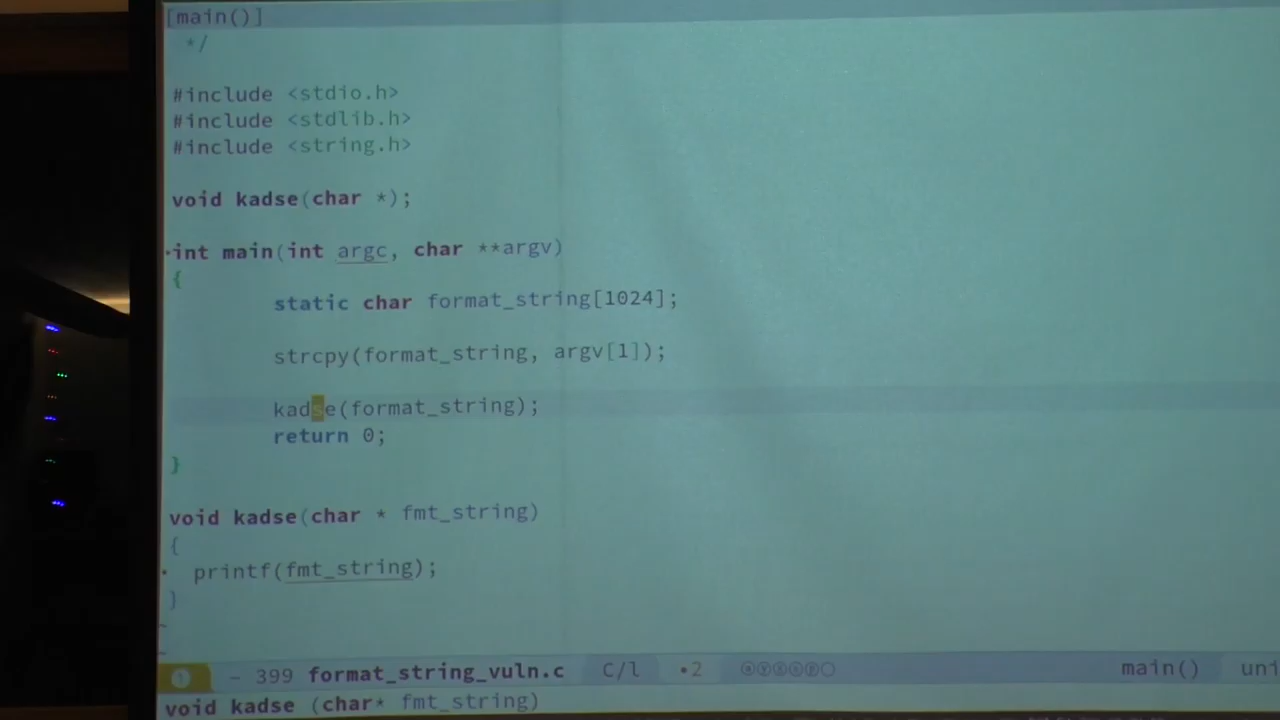 [main()]
*/
#include <stdio.h>
#include <stdlib.h>
#include <string.h>
void kadse(char *);
int main(int argc, char **argv)
{
static char format_string[1024];
strcpy(format_string, argv[1]);
kadse(format_string);
return 0;
}
void kadse(char * fmt_string)
{
printf(fmt_string);
}
~
~
- 399 format_string_vuln.c C/l •2 main() uni
void kadse (char* fmt_string)